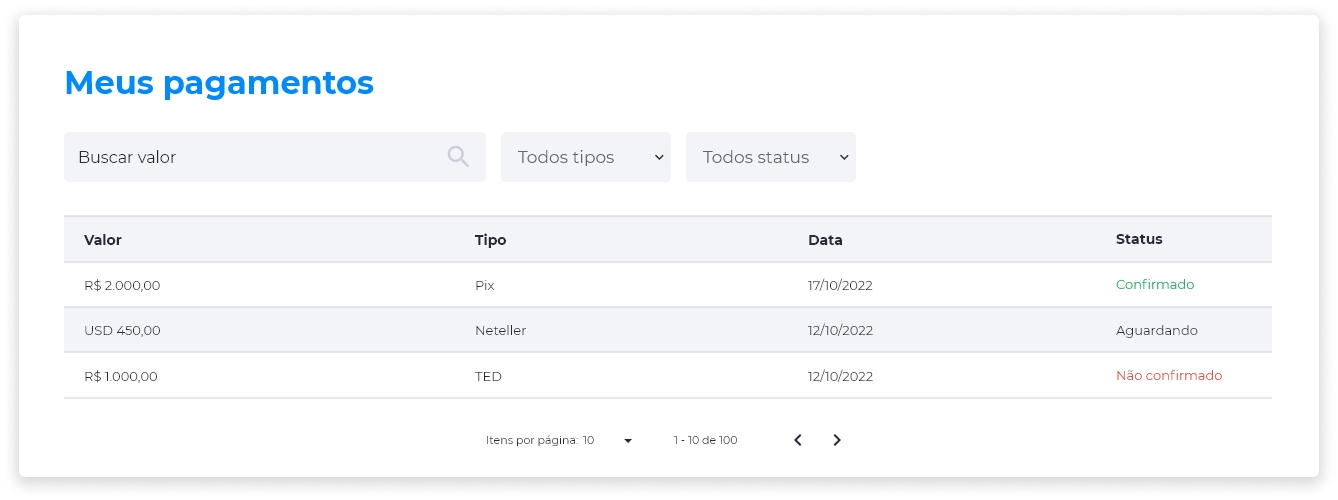 Meus pagamentos
Buscar valor Todos tipos Todos status
Valor Tipo Data Status
R$ 2.000,00 Pix 17/10/2022 Confirmado
USD 450,00 Neteller 12/10/2022 Aguardando
R$ 1.000,00 TED 12/10/2022 Não confirmado
Itens por página: 10 1 - 10 de 100